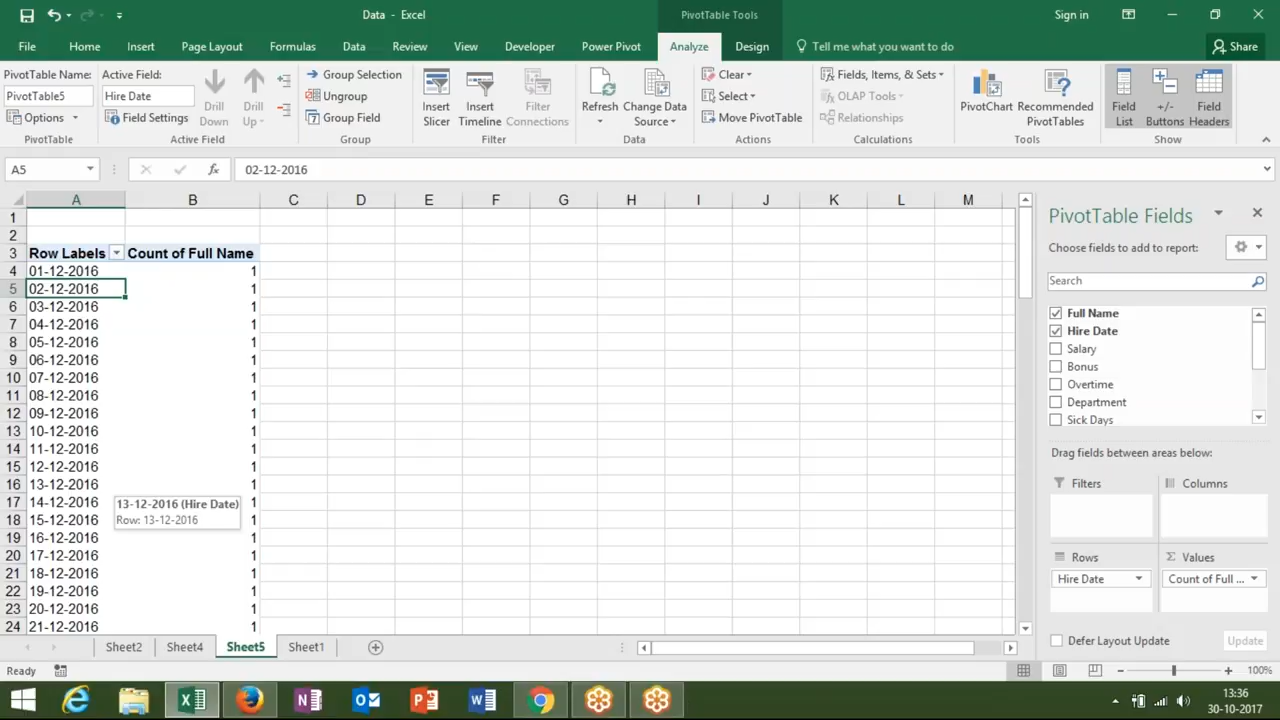 Data - Excel
PivotTable Tools
Sign in
File Home Insert Page Layout Formulas Data Review View Developer Power Pivot Analyze Design Tell me what you want to do Share
PivotTable Name:
PivotTable5
Options
PivotTable
Active Field:
Hire Date
Field Settings
Drill Down
Drill Up
Active Field
Group Selection
Ungroup
Group Field
Group
Insert Slicer
Insert Timeline
Filter Connections
Filter
Refresh
Change Data Source
Data
Clear
Select
Move PivotTable
Actions
Fields, Items, & Sets
OLAP Tools
Relationships
Calculations
PivotChart
Recommended PivotTables
Tools
Field List
+/- Buttons
Field Headers
Show
A5 fx 02-12-2016
A B C D E F G H I J K L M
1
2
3 Row Labels Count of Full Name
4 01-12-2016 1
5 02-12-2016 1
6 03-12-2016 1
7 04-12-2016 1
8 05-12-2016 1
9 06-12-2016 1
10 07-12-2016 1
11 08-12-2016 1
12 09-12-2016 1
13 10-12-2016 1
14 11-12-2016 1
15 12-12-2016 1
16 13-12-2016 1
17 14-12-2016 1
18 15-12-2016 1
19 16-12-2016 1
20 17-12-2016 1
21 18-12-2016 1
22 19-12-2016 1
23 20-12-2016 1
24 21-12-2016 1
13-12-2016 (Hire Date)
Row: 13-12-2016
PivotTable Fields
Choose fields to add to report:
Search
Full Name
Hire Date
Salary
Bonus
Overtime
Department
Sick Days
Drag fields between areas below:
Filters Columns
Rows Values
Hire Date Count of Full ...
Defer Layout Update Update
Sheet2 Sheet4 Sheet5 Sheet1
Ready 100%
13:36
30-10-2017